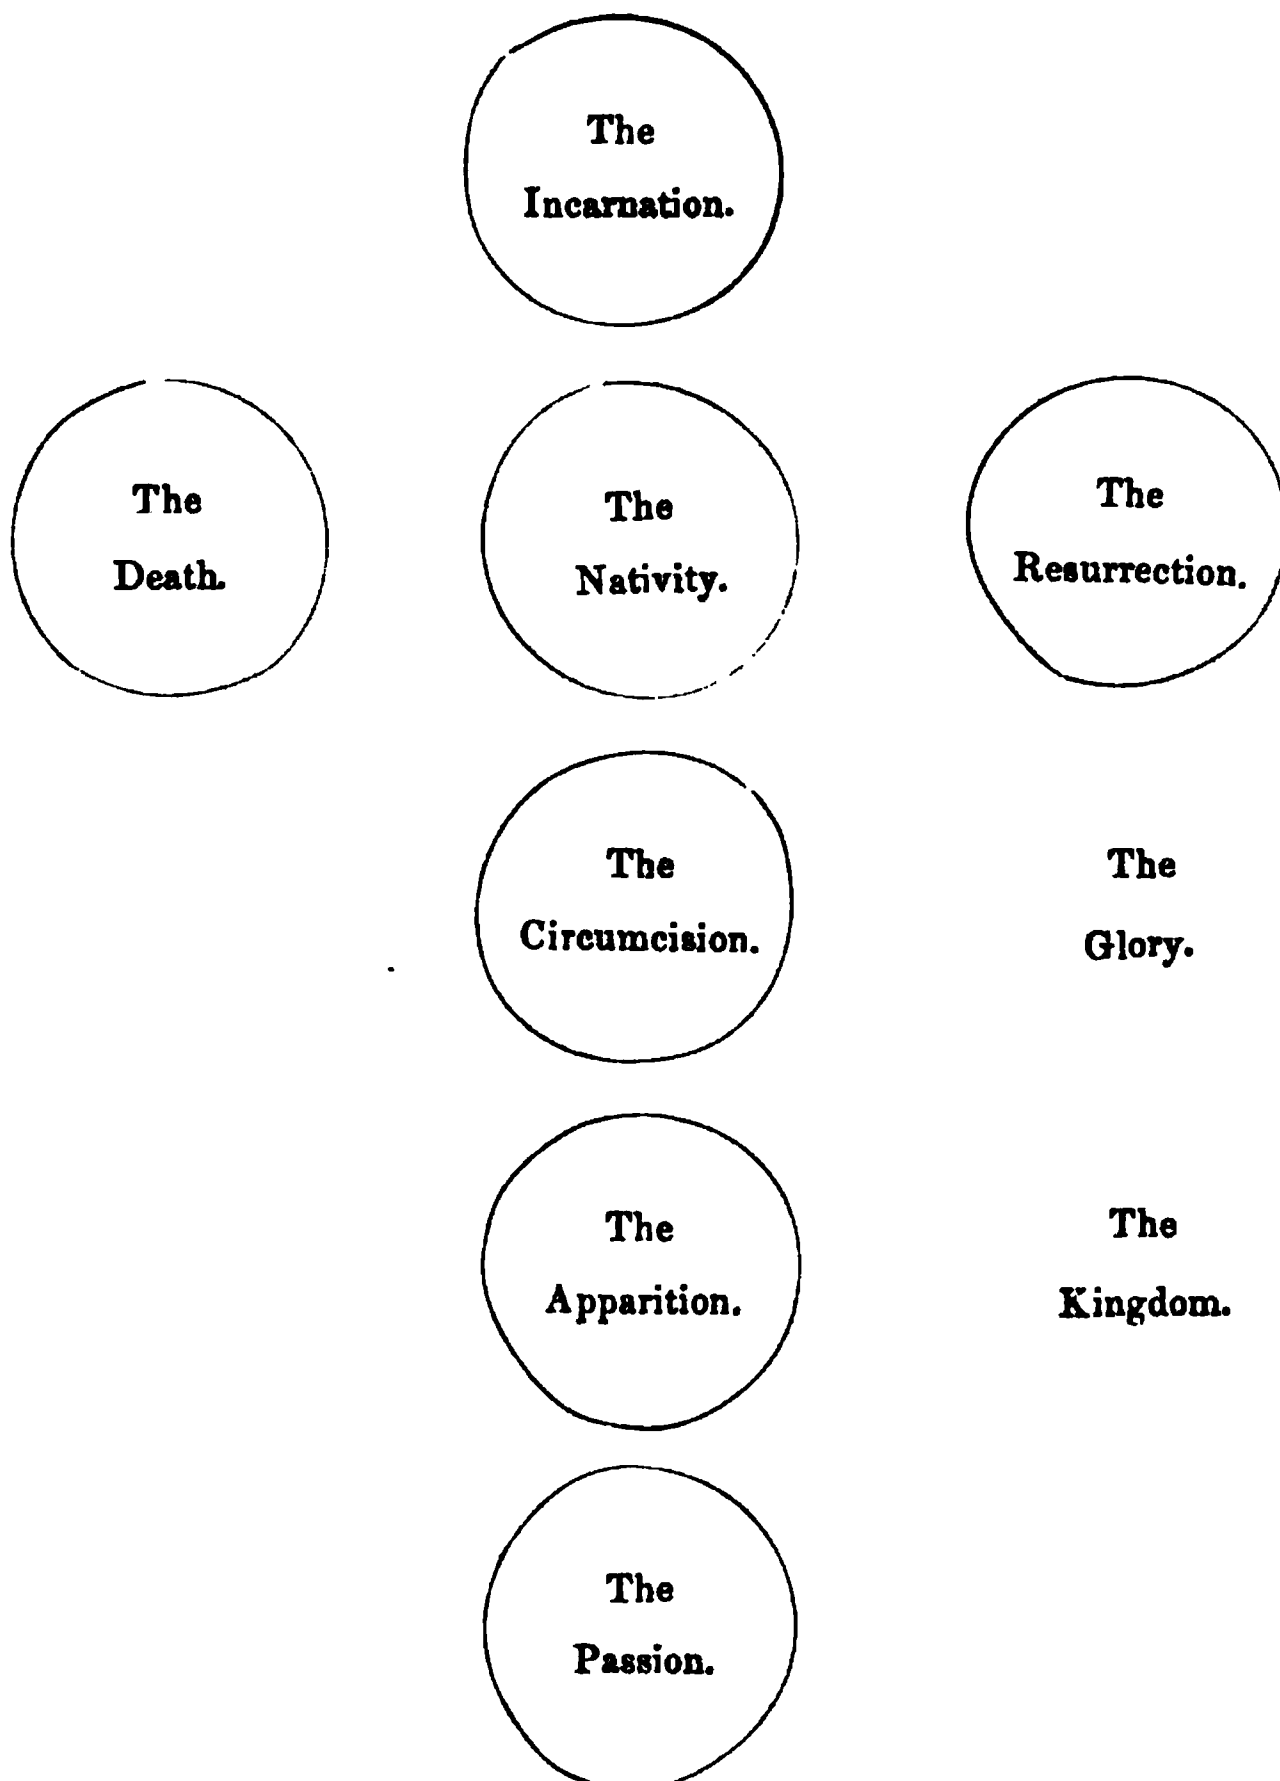 The
Incarnation.
The
Death.
The
Nativity.
The
Resurrection.
The
Circumcision.
The
Glory.
The
Apparition.
The
Kingdom.
The
Passion.